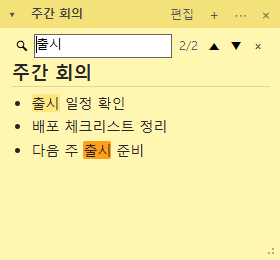 ▾ 주간 회의 편집 + ··· ×
출시 2/2 ▲ ▼ ×
주간 회의
• 출시 일정 확인
• 배포 체크리스트 정리
• 다음 주 출시 준비